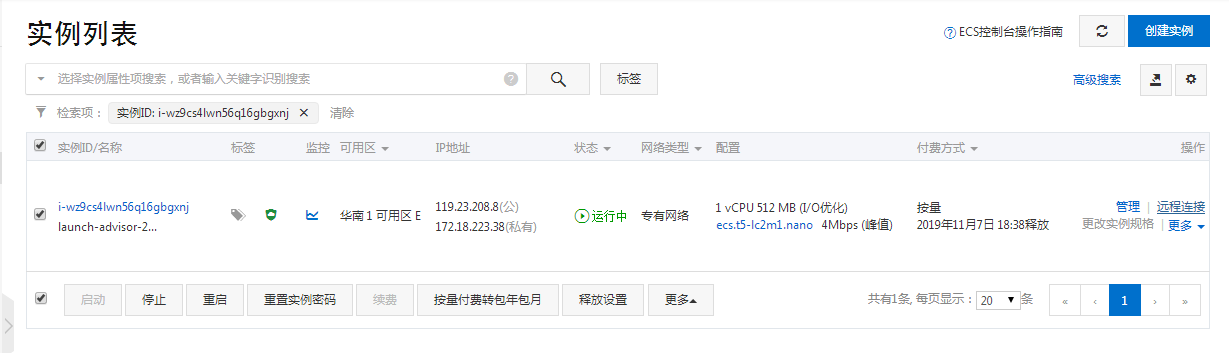 实例列表
ECS控制台操作指南 创建实例
选择实例属性项搜索，或者输入关键字识别搜索 标签 高级搜索
检索项： 实例ID: i-wz9cs4lwn56q16gbgxnj × 清除
实例ID/名称 标签 监控 可用区 IP地址 状态 网络类型 配置 付费方式 操作
i-wz9cs4lwn56q16gbgxnj 119.23.208.8(公) 1 vCPU 512 MB (I/O优化) 按量 管理 | 远程连接
华南 1 可用区 E 运行中 专有网络
launch-advisor-2... 172.18.223.38(私有) ecs.t5-lc2m1.nano 4Mbps (峰值) 2019年11月7日 18:38释放 更改实例规格 | 更多
启动 停止 重启 重置实例密码 续费 按量付费转包年包月 释放设置 更多 共有1条, 每页显示： 20 条 « ‹ 1 › »